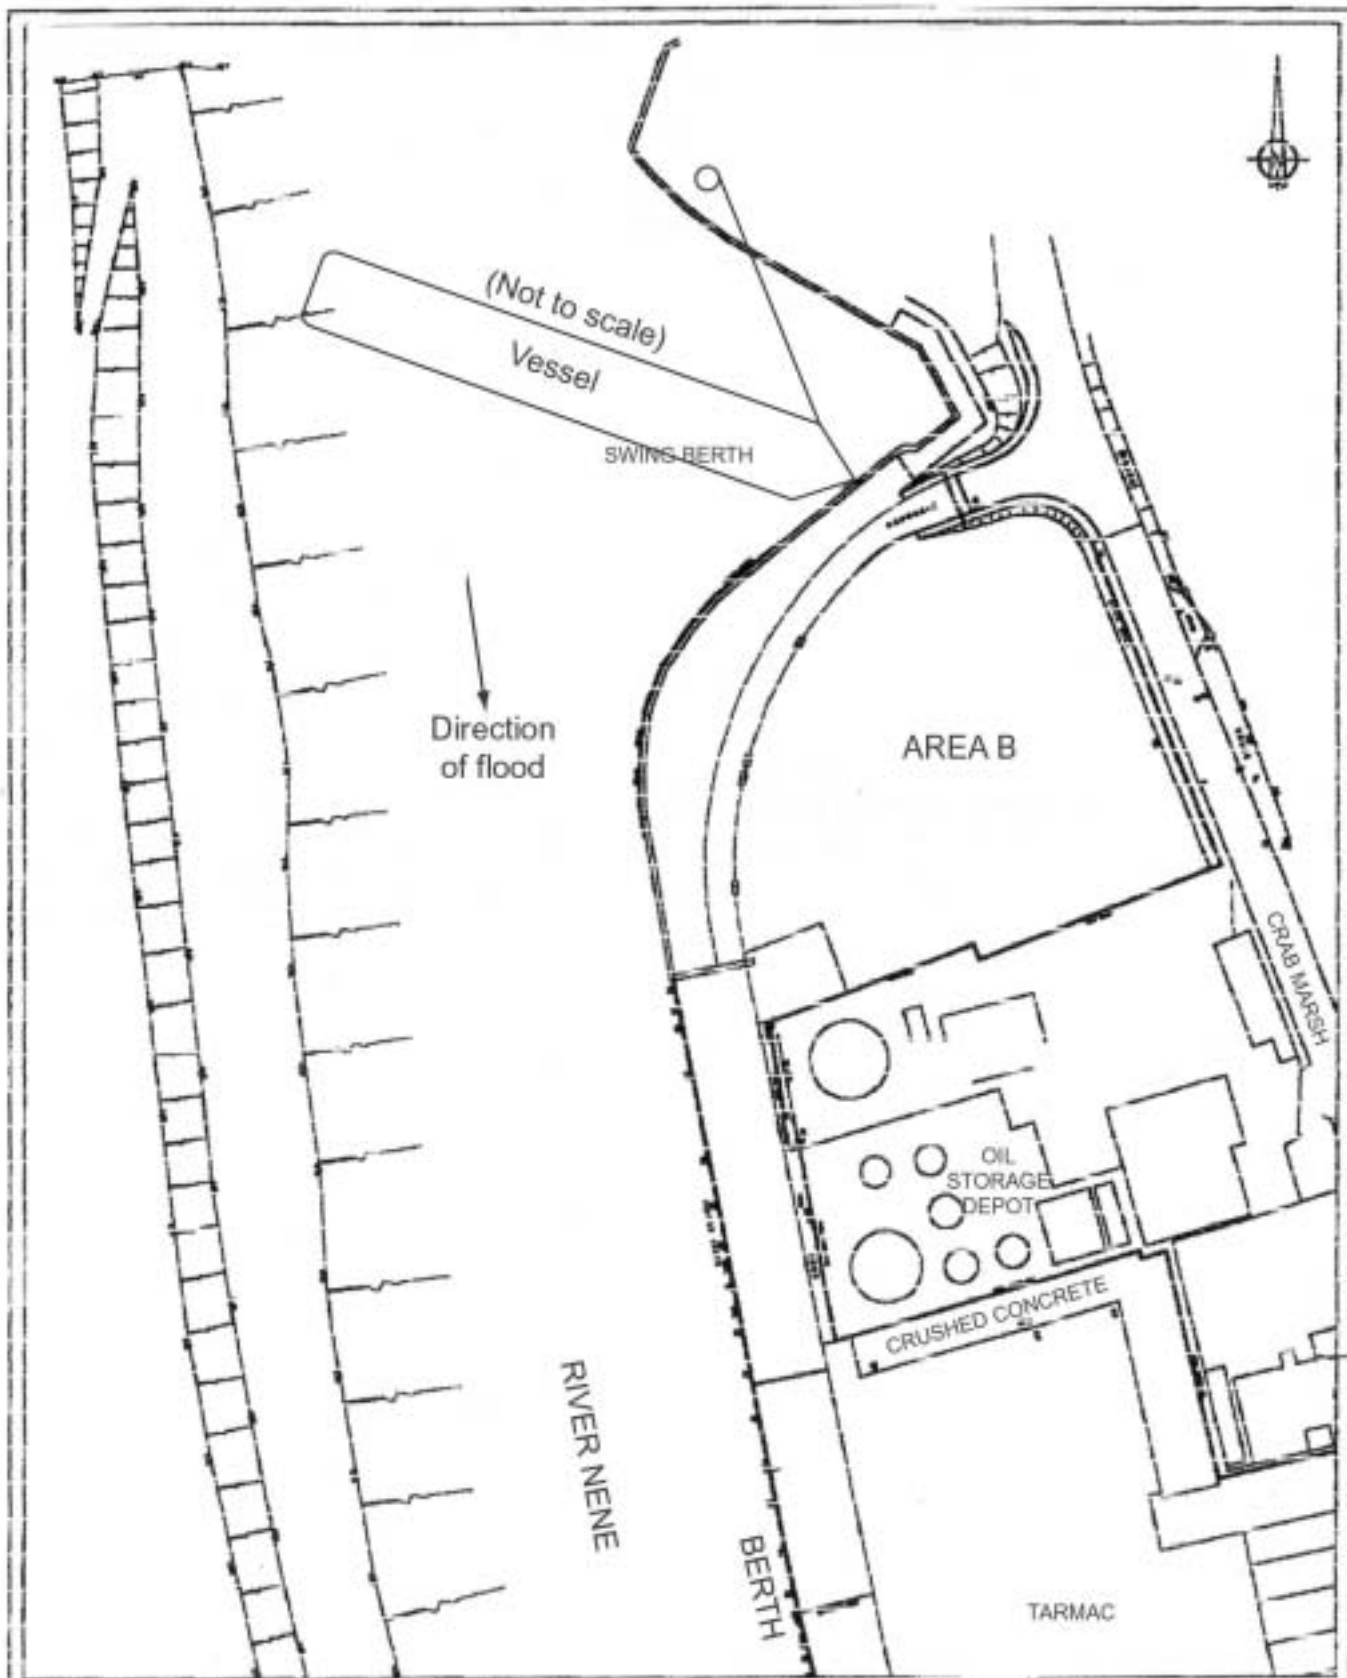 N
(Not to scale)
Vessel
SWING BERTH
Direction
of flood
AREA B
CRAB MARSH
OIL
STORAGE
DEPOT
CRUSHED CONCRETE
RIVER NENE
BERTH
TARMAC